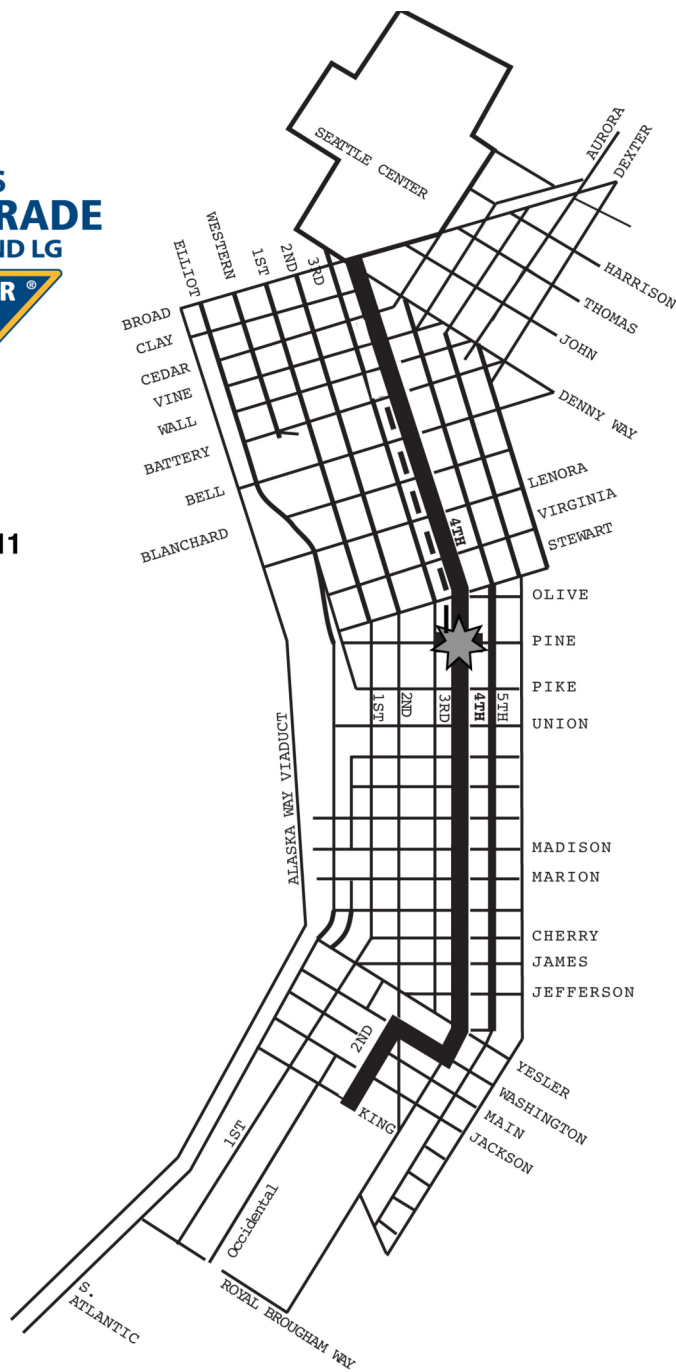 S
RADE
ND LG
R ®
11
SEATTLE CENTER
AURORA
DEXTER
HARRISON
THOMAS
JOHN
DENNY WAY
ELLIOT
WESTERN
1ST
2ND
3RD
BROAD
CLAY
CEDAR
VINE
WALL
BATTERY
BELL
BLANCHARD
LENORA
VIRGINIA
STEWART
4TH
OLIVE
PINE
PIKE
1ST
2ND
3RD
4TH
5TH
UNION
ALASKA WAY VIADUCT
MADISON
MARION
CHERRY
JAMES
JEFFERSON
2ND
YESLER
WASHINGTON
MAIN
JACKSON
KING
1ST
Occidental
S.
ATLANTIC
ROYAL BROUGHAM WAY